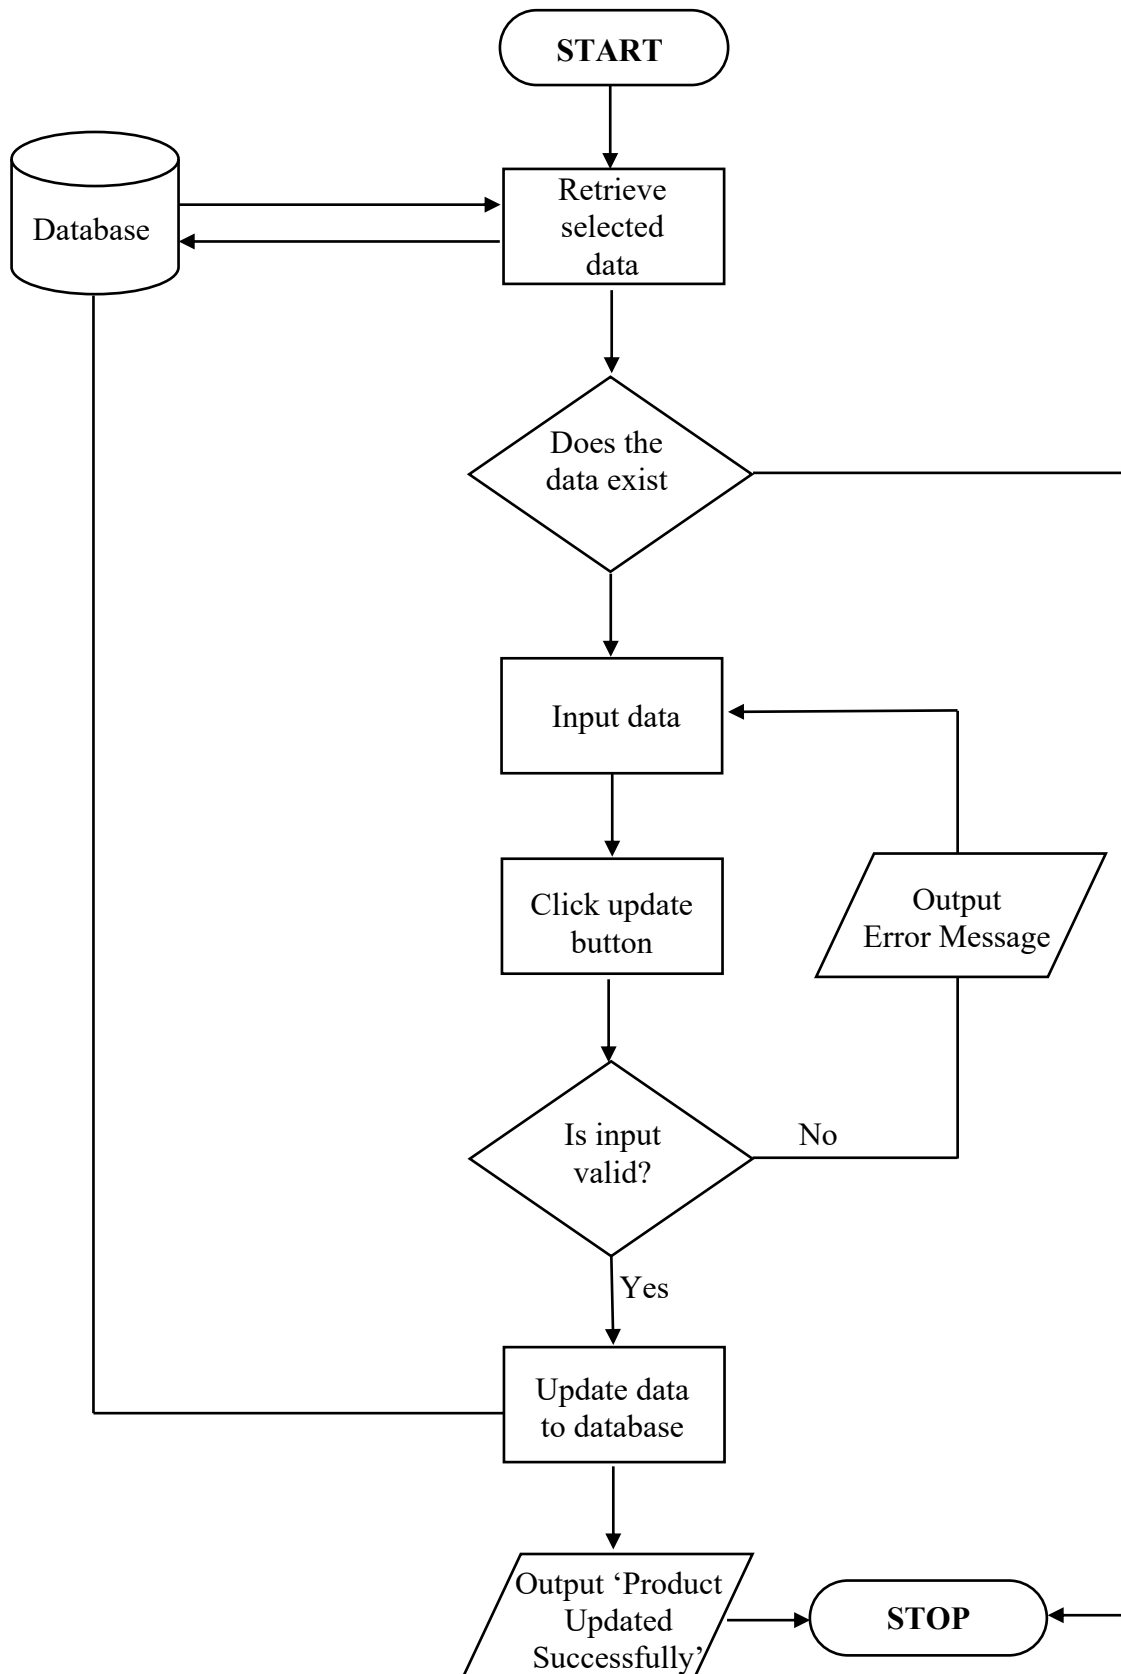 START
Retrieve
selected
data
Database
Does the
data exist
Input data
Click update
button
Output
Error Message
Is input
valid?
No
Yes
Update data
to database
Output ‘Product
Updated
Successfully’
STOP